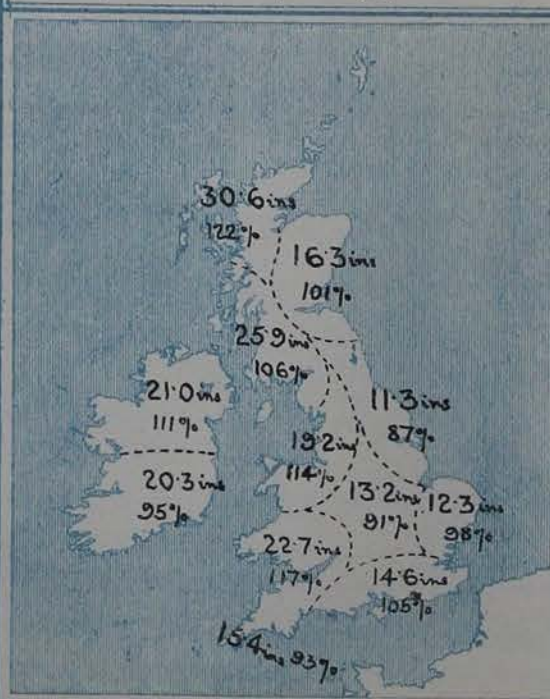 30·6 ins
122%
16·3 ins
101%
25·9 ins
106%
21·0 ins
111%
11·3 ins
87%
19·2 ins
114%
20·3 ins
95%
13·2 ins
91%
12·3 ins
98%
22·7 ins
117%
14·6 ins
105%
15·4 ins 93%